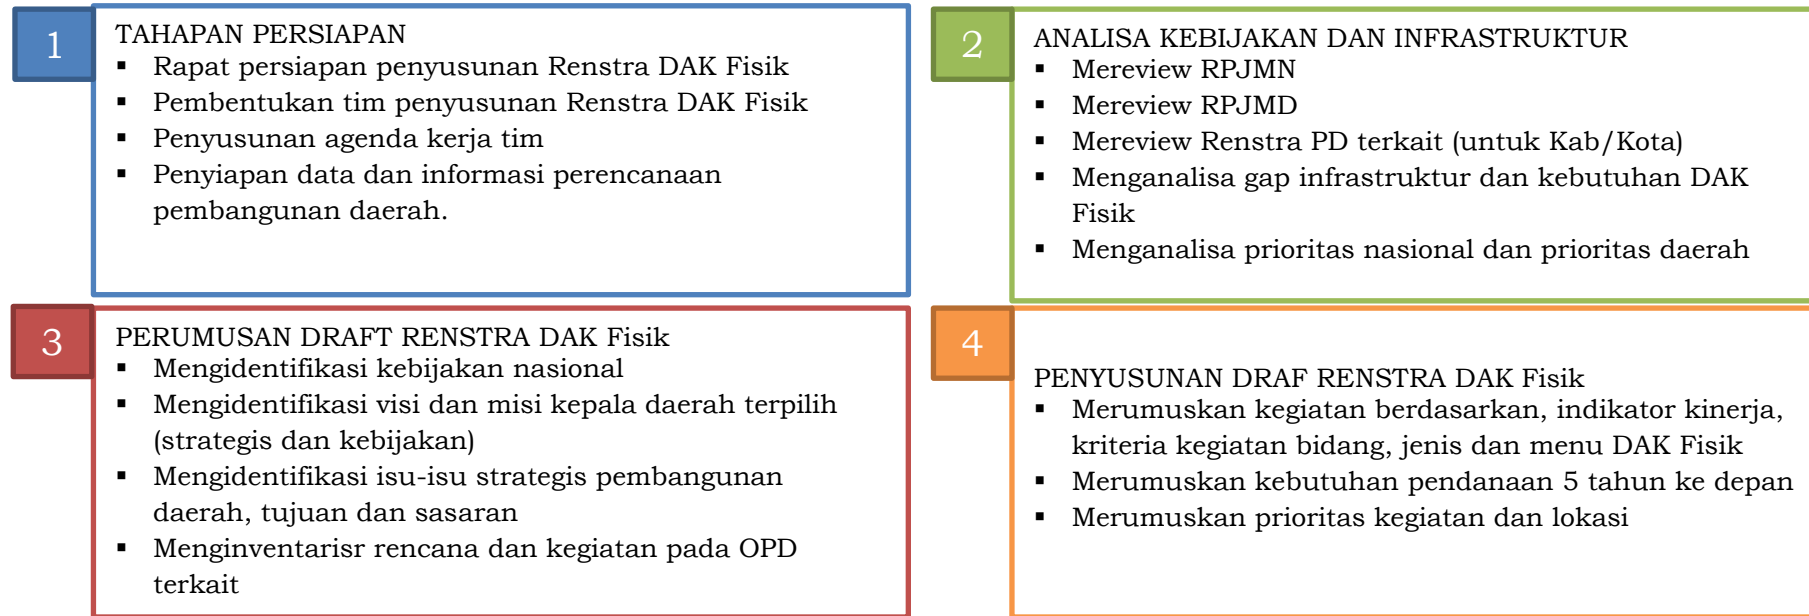 1
TAHAPAN PERSIAPAN
▪ Rapat persiapan penyusunan Renstra DAK Fisik
▪ Pembentukan tim penyusunan Renstra DAK Fisik
▪ Penyusunan agenda kerja tim
▪ Penyiapan data dan informasi perencanaan
pembangunan daerah.
2
ANALISA KEBIJAKAN DAN INFRASTRUKTUR
▪ Mereview RPJMN
▪ Mereview RPJMD
▪ Mereview Renstra PD terkait (untuk Kab/Kota)
▪ Menganalisa gap infrastruktur dan kebutuhan DAK
Fisik
▪ Menganalisa prioritas nasional dan prioritas daerah
3
PERUMUSAN DRAFT RENSTRA DAK Fisik
▪ Mengidentifikasi kebijakan nasional
▪ Mengidentifikasi visi dan misi kepala daerah terpilih
(strategis dan kebijakan)
▪ Mengidentifikasi isu-isu strategis pembangunan
daerah, tujuan dan sasaran
▪ Menginventarisr rencana dan kegiatan pada OPD
terkait
4
PENYUSUNAN DRAF RENSTRA DAK Fisik
▪ Merumuskan kegiatan berdasarkan, indikator kinerja,
kriteria kegiatan bidang, jenis dan menu DAK Fisik
▪ Merumuskan kebutuhan pendanaan 5 tahun ke depan
▪ Merumuskan prioritas kegiatan dan lokasi